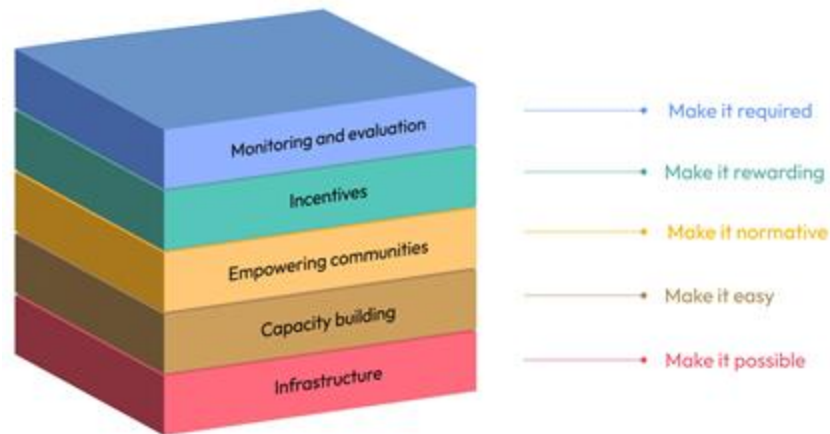 Monitoring and evaluation
Make it required
Incentives
Make it rewarding
Empowering communities
Make it normative
Capacity building
Make it easy
Infrastructure
Make it possible